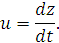 u = dz/dt.